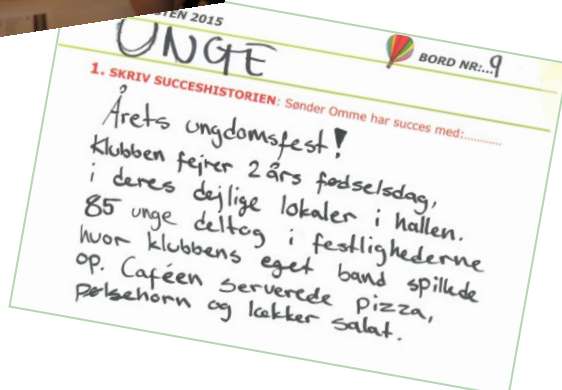 TEN 2015
UNGE
BORD NR:...9
1. SKRIV SUCCESHISTORIEN: Sønder Omme har succes med:............
Årets ungdomsfest!
Klubben fejrer 2 års fødselsdag,
i deres dejlige lokaler i hallen.
85 unge deltog i festlighederne
hvor klubbens eget band spillede
op. Caféen serverede pizza,
pølsehorn og lækker salat.